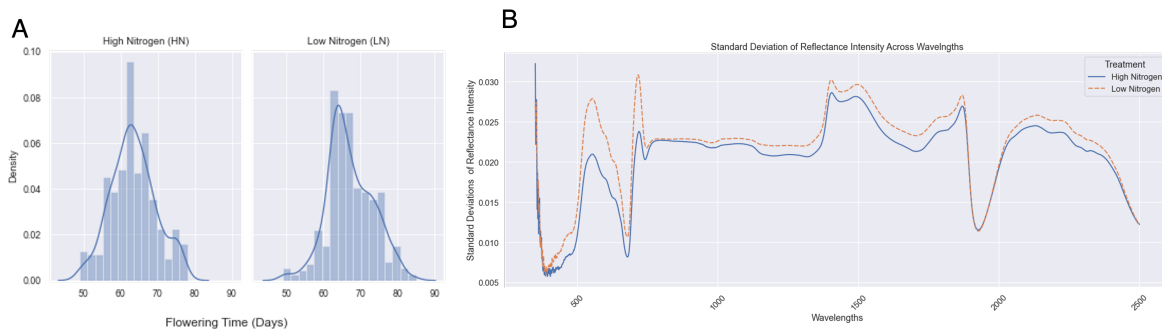 A
High Nitrogen (HN)
Low Nitrogen (LN)
0.10
0.08
0.06
0.04
0.02
0.00
Density
50 60 70 80 90
50 60 70 80 90
Flowering Time (Days)
B
Standard Deviation of Reflectance Intensity Across Wavelngths
Treatment
High Nitrogen
Low Nitrogen
0.030
0.025
0.020
0.015
0.010
0.005
Standard Deviations of Reflectance Intensity
500 1000 1500 2000 2500
Wavelengths